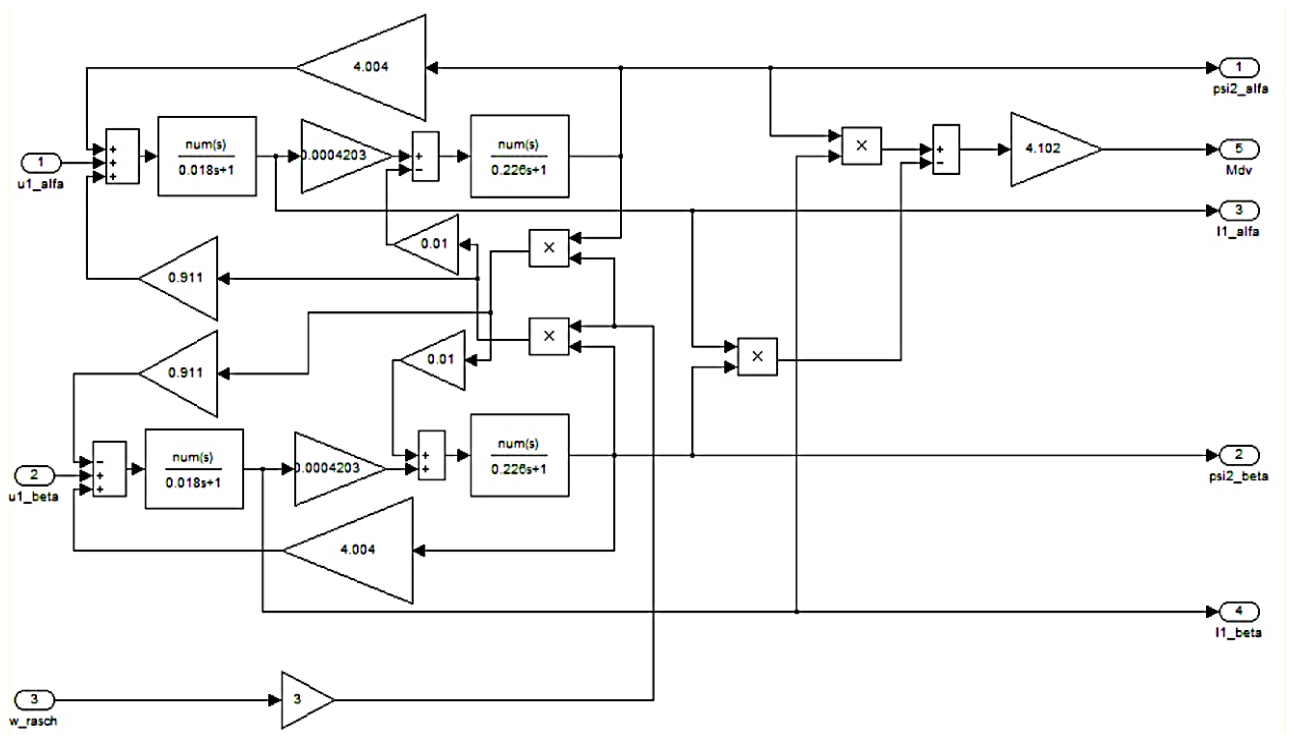 4.004
1
psi2_alfa
+
+
+
1
u1_alfa
num(s)
0.018s+1
0.0004203
+
−
num(s)
0.226s+1
×
+
−
4.102
5
Mdv
3
I1_alfa
0.01
×
0.911
×
0.01
0.911
×
−
+
+
2
u1_beta
num(s)
0.018s+1
0.0004203
+
+
num(s)
0.226s+1
2
psi2_beta
4.004
4
I1_beta
3
w_rasch
3